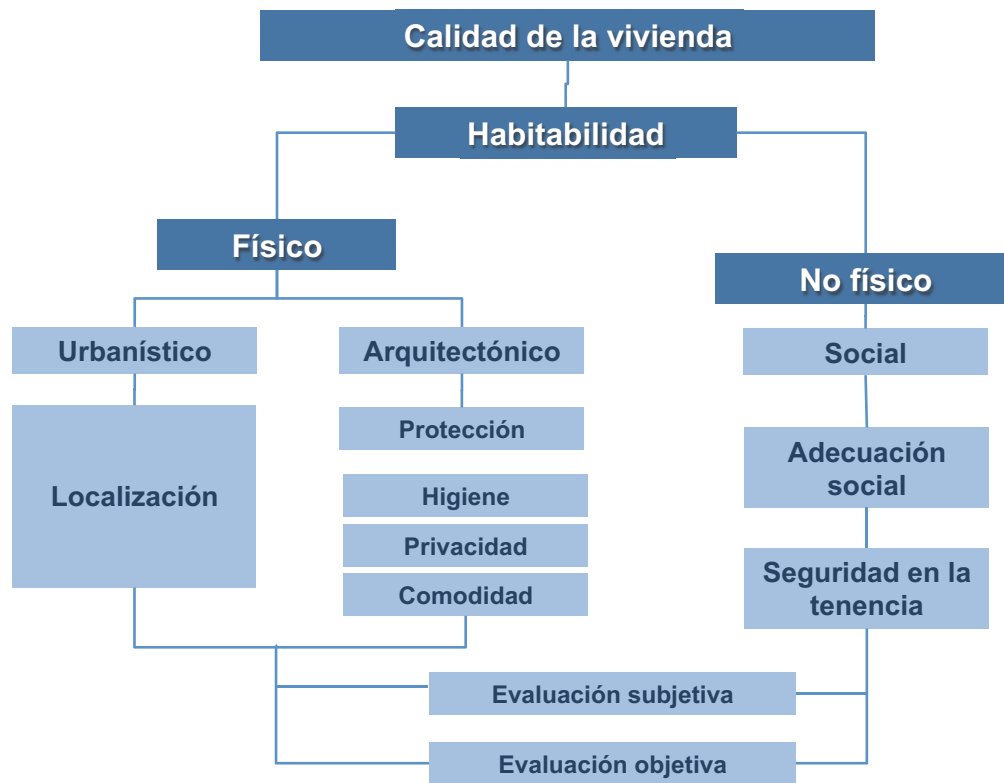 Calidad de la vivienda
Habitabilidad
Físico
No físico
Urbanístico
Arquitectónico
Social
Localización
Protección
Higiene
Privacidad
Comodidad
Adecuación
social
Seguridad en la
tenencia
Evaluación subjetiva
Evaluación objetiva